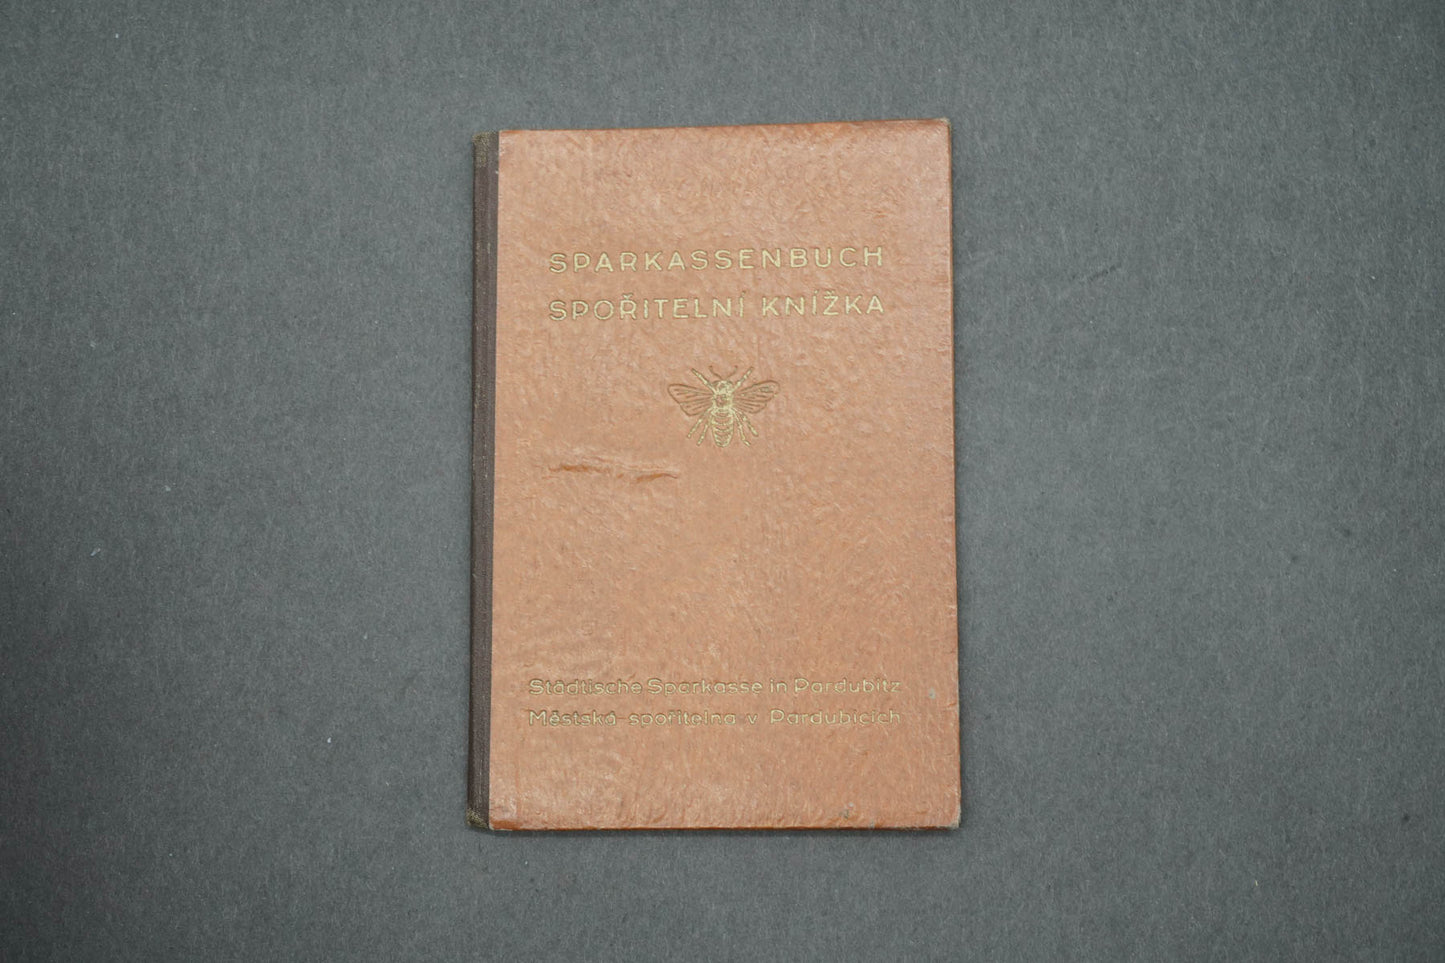 SPARKASSENBUCH
SPOŘITELNÍ KNÍŽKA
Städtische Sparkasse in Pardubitz
Městská spořitelna v Pardubicích